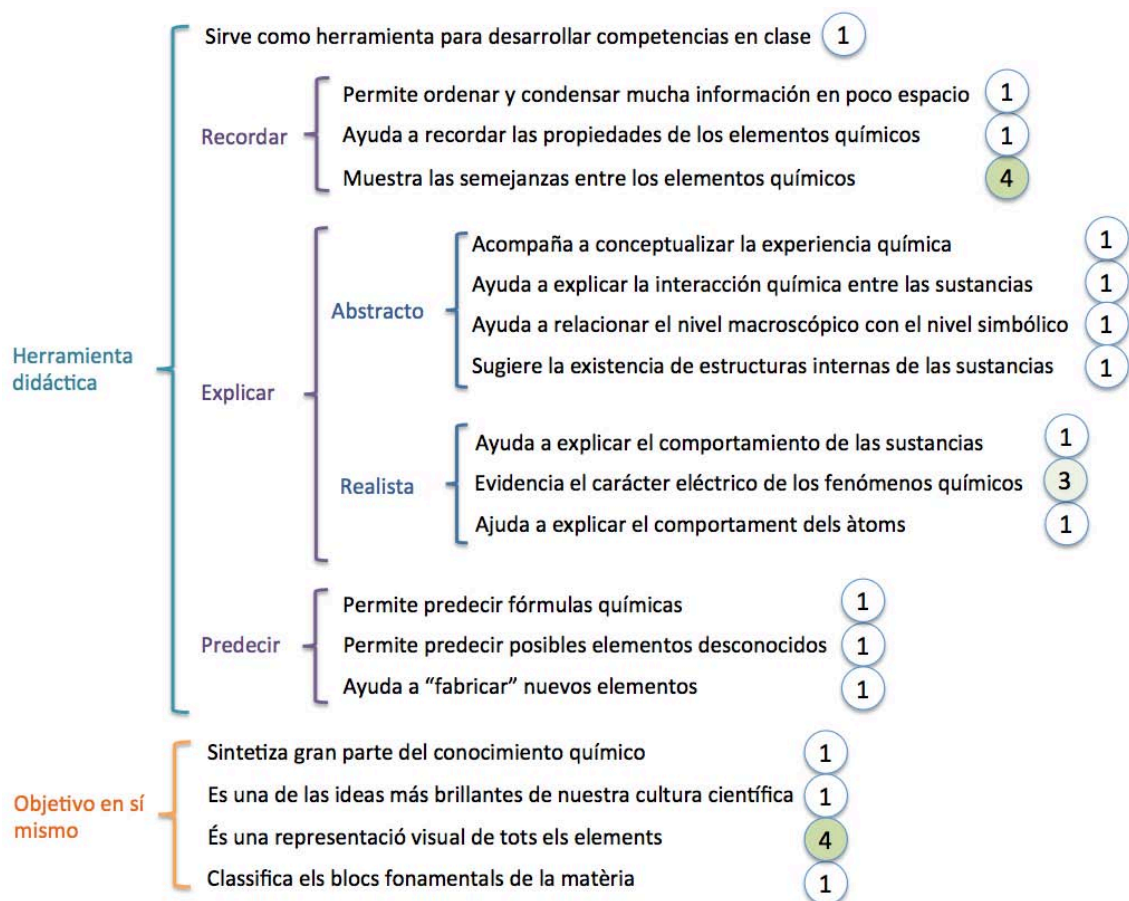 Sirve como herramienta para desarrollar competencias en clase 1
Permite ordenar y condensar mucha información en poco espacio 1
Recordar
Ayuda a recordar las propiedades de los elementos químicos 1
Muestra las semejanzas entre los elementos químicos 4
Acompaña a conceptualizar la experiencia química 1
Ayuda a explicar la interacción química entre las sustancias 1
Abstracto
Ayuda a relacionar el nivel macroscópico con el nivel simbólico 1
Sugiere la existencia de estructuras internas de las sustancias 1
Herramienta
didáctica
Explicar
Ayuda a explicar el comportamiento de las sustancias 1
Realista
Evidencia el carácter eléctrico de los fenómenos químicos 3
Ajuda a explicar el comportament dels àtoms 1
Permite predecir fórmulas químicas 1
Predecir
Permite predecir posibles elementos desconocidos 1
Ayuda a “fabricar” nuevos elementos 1
Sintetiza gran parte del conocimiento químico 1
Es una de las ideas más brillantes de nuestra cultura científica 1
Objetivo en sí
mismo
És una representació visual de tots els elements 4
Classifica els blocs fonamentals de la matèria 1